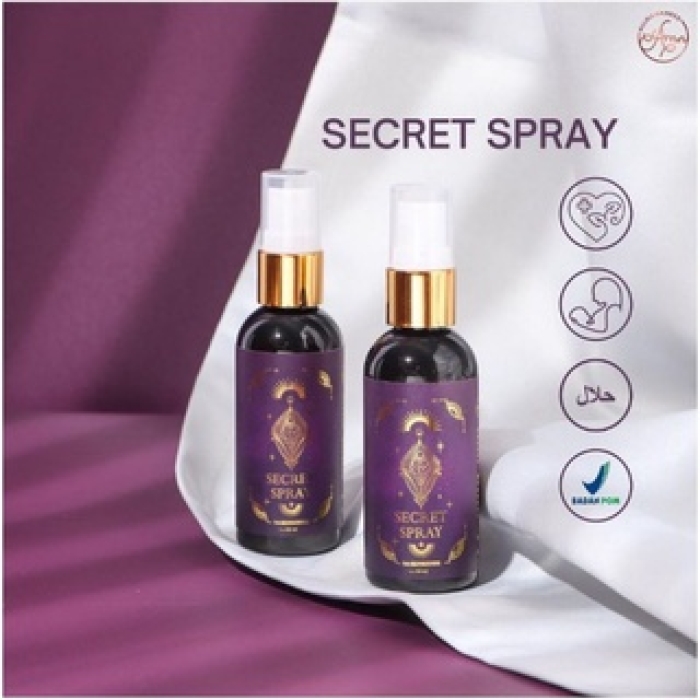 SECRET SPRAY
حلال
BADAN POM
SECRET
SPRAY
SECRET
SPRAY